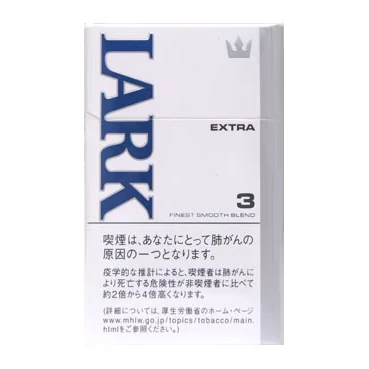 LARK
EXTRA
3
FINEST SMOOTH BLEND
喫煙は、あなたにとって肺がんの
原因の一つとなります。
疫学的な推計によると、喫煙者は肺がんに
より死亡する危険性が非喫煙者に比べて
約2倍から4倍高くなります。
(詳細については、厚生労働省のホーム・ページ
www.mhlw.go.jp/topics/tobacco/main.
htmlをご参照ください。)